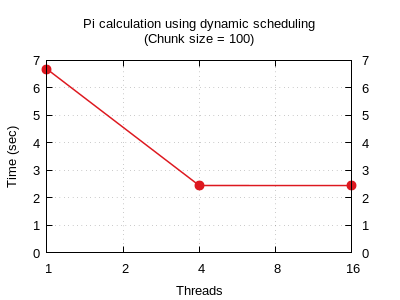 Pi calculation using dynamic scheduling
(Chunk size = 100)
7 7
6 6
5 5
4 4
3 3
2 2
1 1
0 0
Time (sec)
1 2 4 8 16
Threads